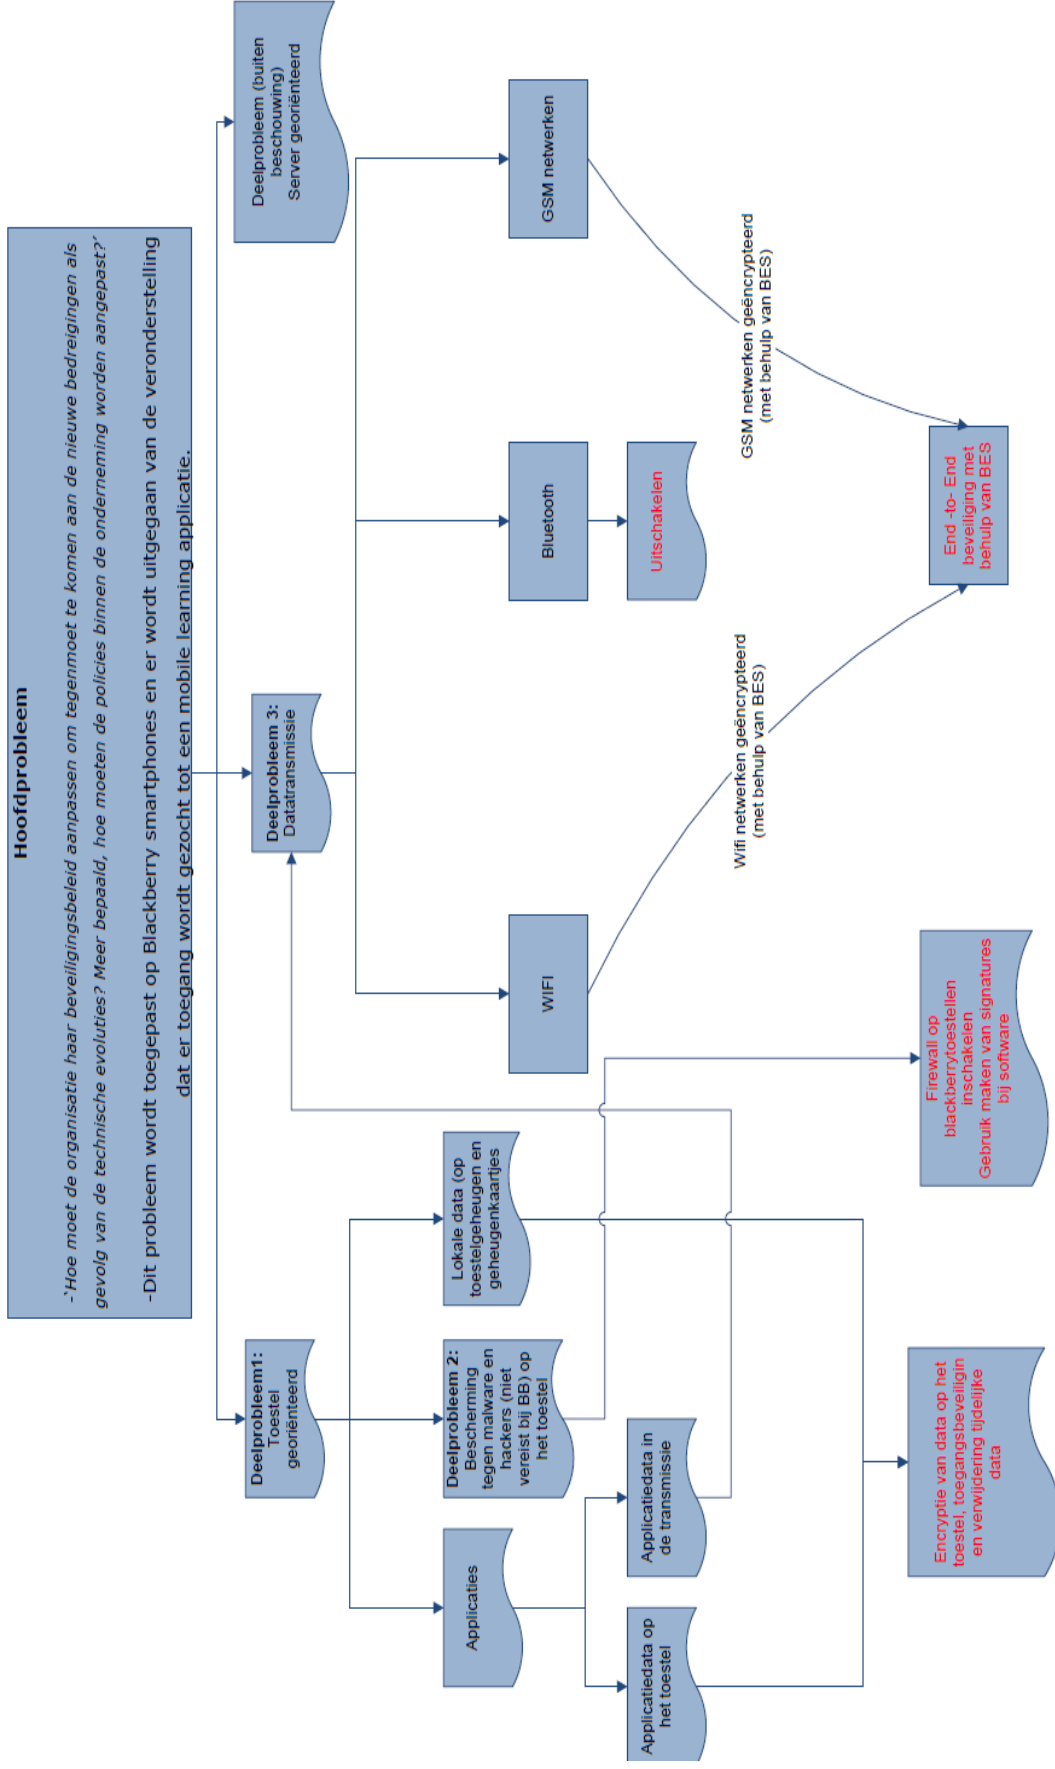 Hoofdprobleem
-‘Hoe moet de organisatie haar beveiligingsbeleid aanpassen om tegenmoet te komen aan de nieuwe bedreigingen als
gevolg van de technische evoluties? Meer bepaald, hoe moeten de policies binnen de onderneming worden aangepast?’
-Dit probleem wordt toegepast op Blackberry smartphones en er wordt uitgegaan van de veronderstelling
dat er toegang wordt gezocht tot een mobile learning applicatie.
Deelprobleem1:
Toestel
georiënteerd
Deelprobleem 3:
Datatransmissie
Deelprobleem (buiten
beschouwing)
Server georiënteerd
Applicaties
Deelprobleem 2:
Bescherming
tegen malware en
hackers (niet
vereist bij BB) op
het toestel
Lokale data (op
toestelgeheugen en
geheugenkaartjes
WIFI
Bluetooth
GSM netwerken
Applicatiedata op
het toestel
Applicatiedata in
de transmissie
Uitschakelen
Wifi netwerken geëncrypteerd
(met behulp van BES)
GSM netwerken geëncrypteerd
(met behulp van BES)
Encryptie van data op het
toestel, toegangsbeveiligin
en verwijdering tijdelijke
data
Firewall op
blackberrytoestellen
inschakelen
Gebruik maken van signatures
bij software
End -to- End
beveiliging met
behulp van BES